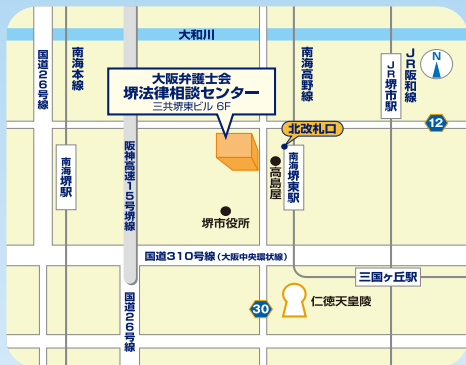 大和川
国道26号線
南海本線
南海高野線
JR堺市駅
JR阪和線
N
大阪弁護士会
堺法律相談センター
三共堺東ビル 6F
12
北改札口
阪神高速15号堺線
南海堺駅
高島屋
南海堺東駅
堺市役所
国道310号線(大阪中央環状線)
三国ヶ丘駅
国道26号線
30
仁徳天皇陵